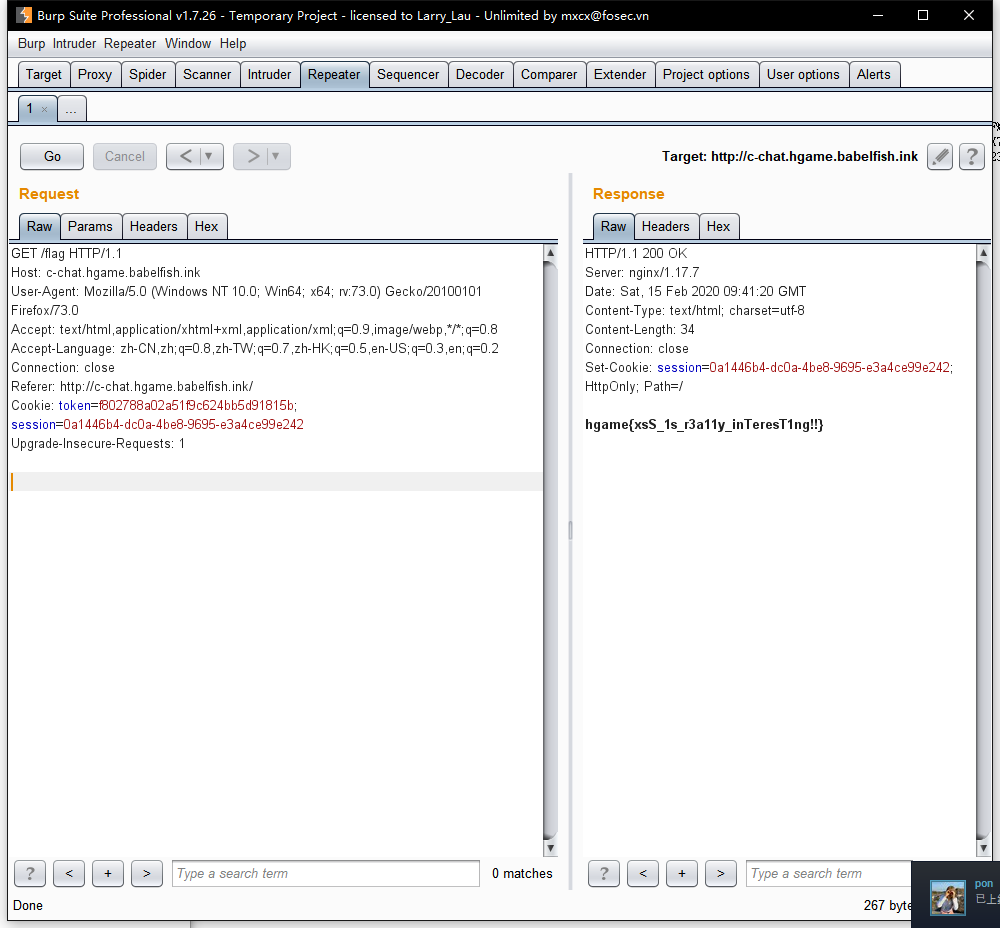 Burp Suite Professional v1.7.26 - Temporary Project - licensed to Larry_Lau - Unlimited by mxcx@fosec.vn
Burp Intruder Repeater Window Help
Target Proxy Spider Scanner Intruder Repeater Sequencer Decoder Comparer Extender Project options User options Alerts
1 × ...
Go Cancel < ▼ > ▼ Target: http://c-chat.hgame.babelfish.ink ?
Request
Raw Params Headers Hex
GET /flag HTTP/1.1
Host: c-chat.hgame.babelfish.ink
User-Agent: Mozilla/5.0 (Windows NT 10.0; Win64; x64; rv:73.0) Gecko/20100101
Firefox/73.0
Accept: text/html,application/xhtml+xml,application/xml;q=0.9,image/webp,*/*;q=0.8
Accept-Language: zh-CN,zh;q=0.8,zh-TW;q=0.7,zh-HK;q=0.5,en-US;q=0.3,en;q=0.2
Connection: close
Referer: http://c-chat.hgame.babelfish.ink/
Cookie: token=f802788a02a51f9c624bb5d91815b;
session=0a1446b4-dc0a-4be8-9695-e3a4ce99e242
Upgrade-Insecure-Requests: 1
? < + > Type a search term 0 matches
Response
Raw Headers Hex
HTTP/1.1 200 OK
Server: nginx/1.17.7
Date: Sat, 15 Feb 2020 09:41:20 GMT
Content-Type: text/html; charset=utf-8
Content-Length: 34
Connection: close
Set-Cookie: session=0a1446b4-dc0a-4be8-9695-e3a4ce99e242;
HttpOnly; Path=/
hgame{xsS_1s_r3a11y_inTeresT1ng!!}
? < + > Type a search term
Done 267 byte
pon
已上